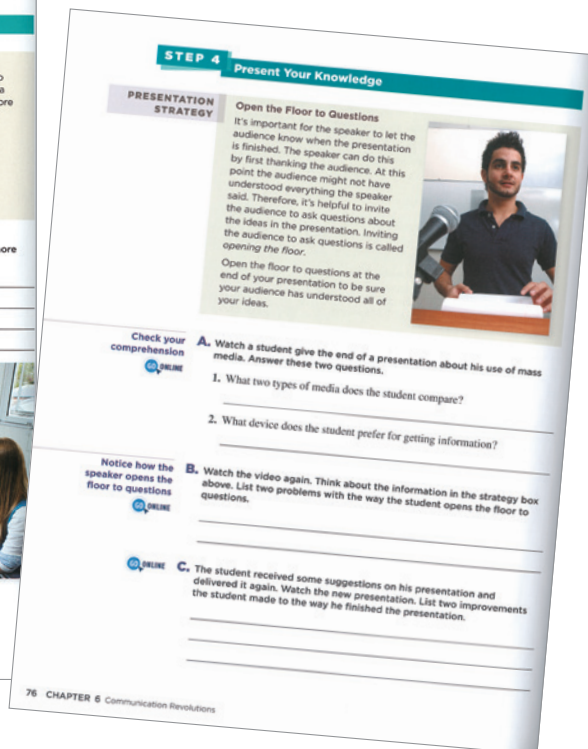 STEP 4
Present Your Knowledge
PRESENTATION
STRATEGY
Open the Floor to Questions
It's important for the speaker to let the
audience know when the presentation
is finished. The speaker can do this
by first thanking the audience. At this
point the audience might not have
understood everything the speaker
said. Therefore, it's helpful to invite
the audience to ask questions about
the ideas in the presentation. Inviting
the audience to ask questions is called
opening the floor.
Open the floor to questions at the
end of your presentation to be sure
your audience has understood all of
your ideas.
Check your
comprehension
GO ONLINE
A. Watch a student give the end of a presentation about his use of mass
media. Answer these two questions.
1. What two types of media does the student compare?
2. What device does the student prefer for getting information?
Notice how the
speaker opens the
floor to questions
GO ONLINE
B. Watch the video again. Think about the information in the strategy box
above. List two problems with the way the student opens the floor to
questions.
GO ONLINE
C. The student received some suggestions on his presentation and
delivered it again. Watch the new presentation. List two improvements
the student made to the way he finished the presentation.
76 CHAPTER 6 Communication Revolutions